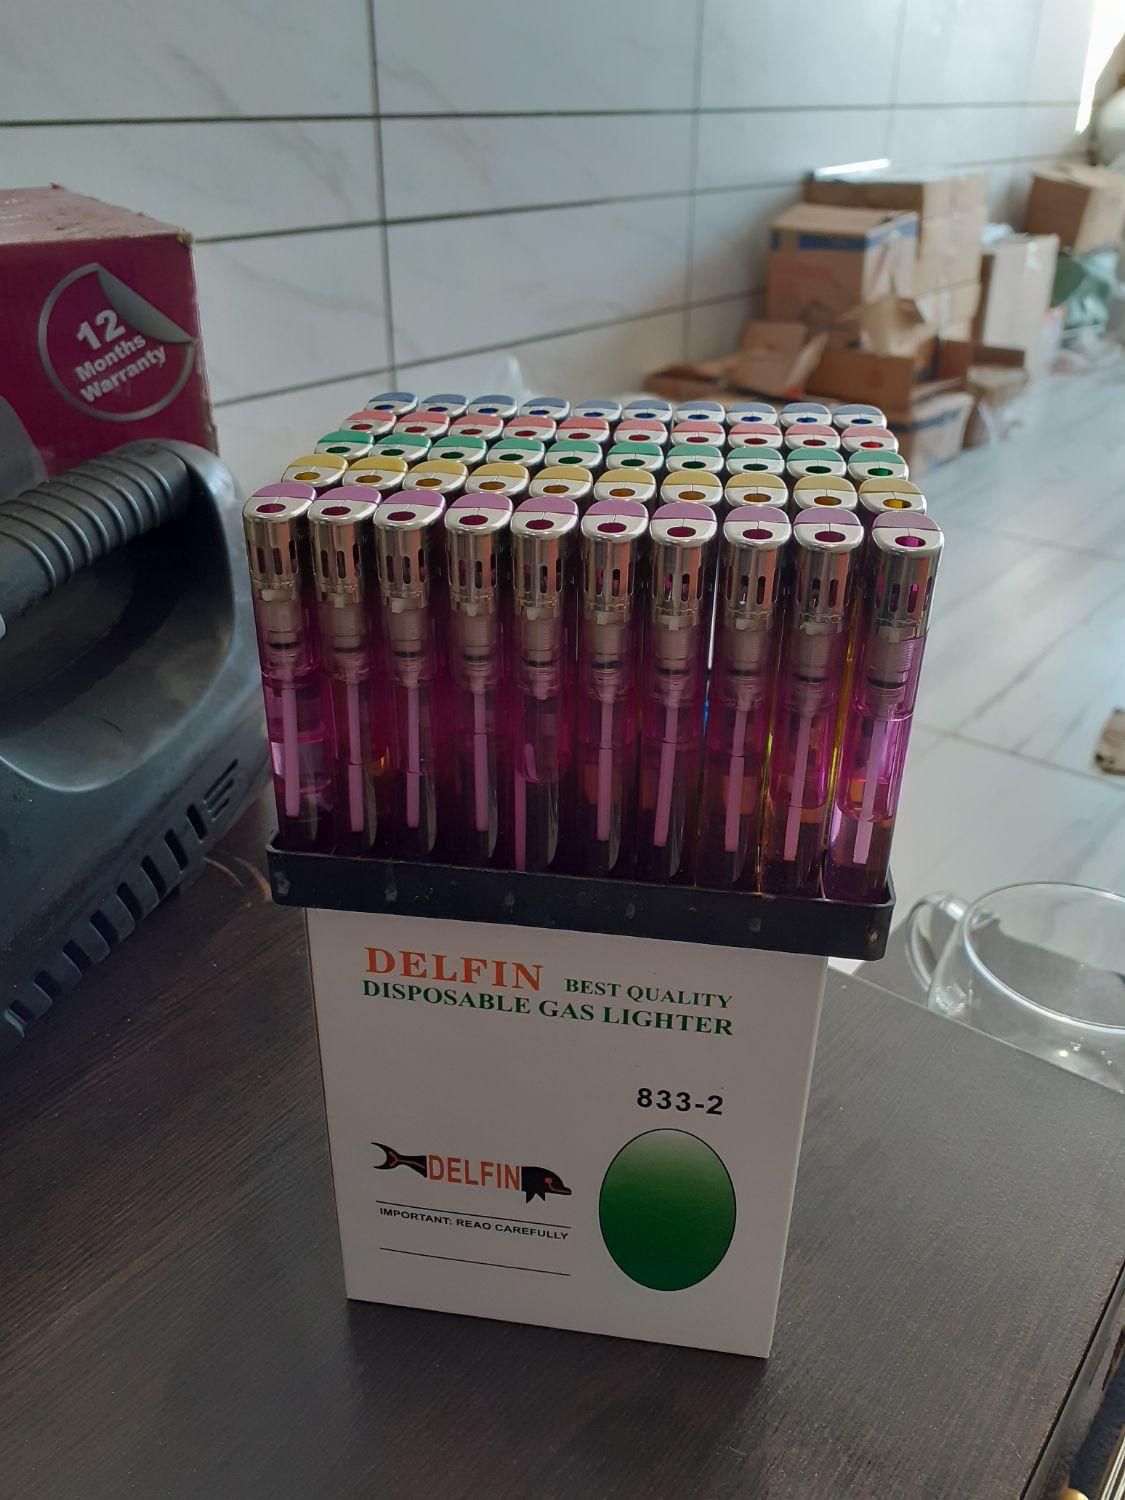 12
Months
Warranty
DELFIN BEST QUALITY
DISPOSABLE GAS LIGHTER
833-2
DELFIN
IMPORTANT: REAO CAREFULLY